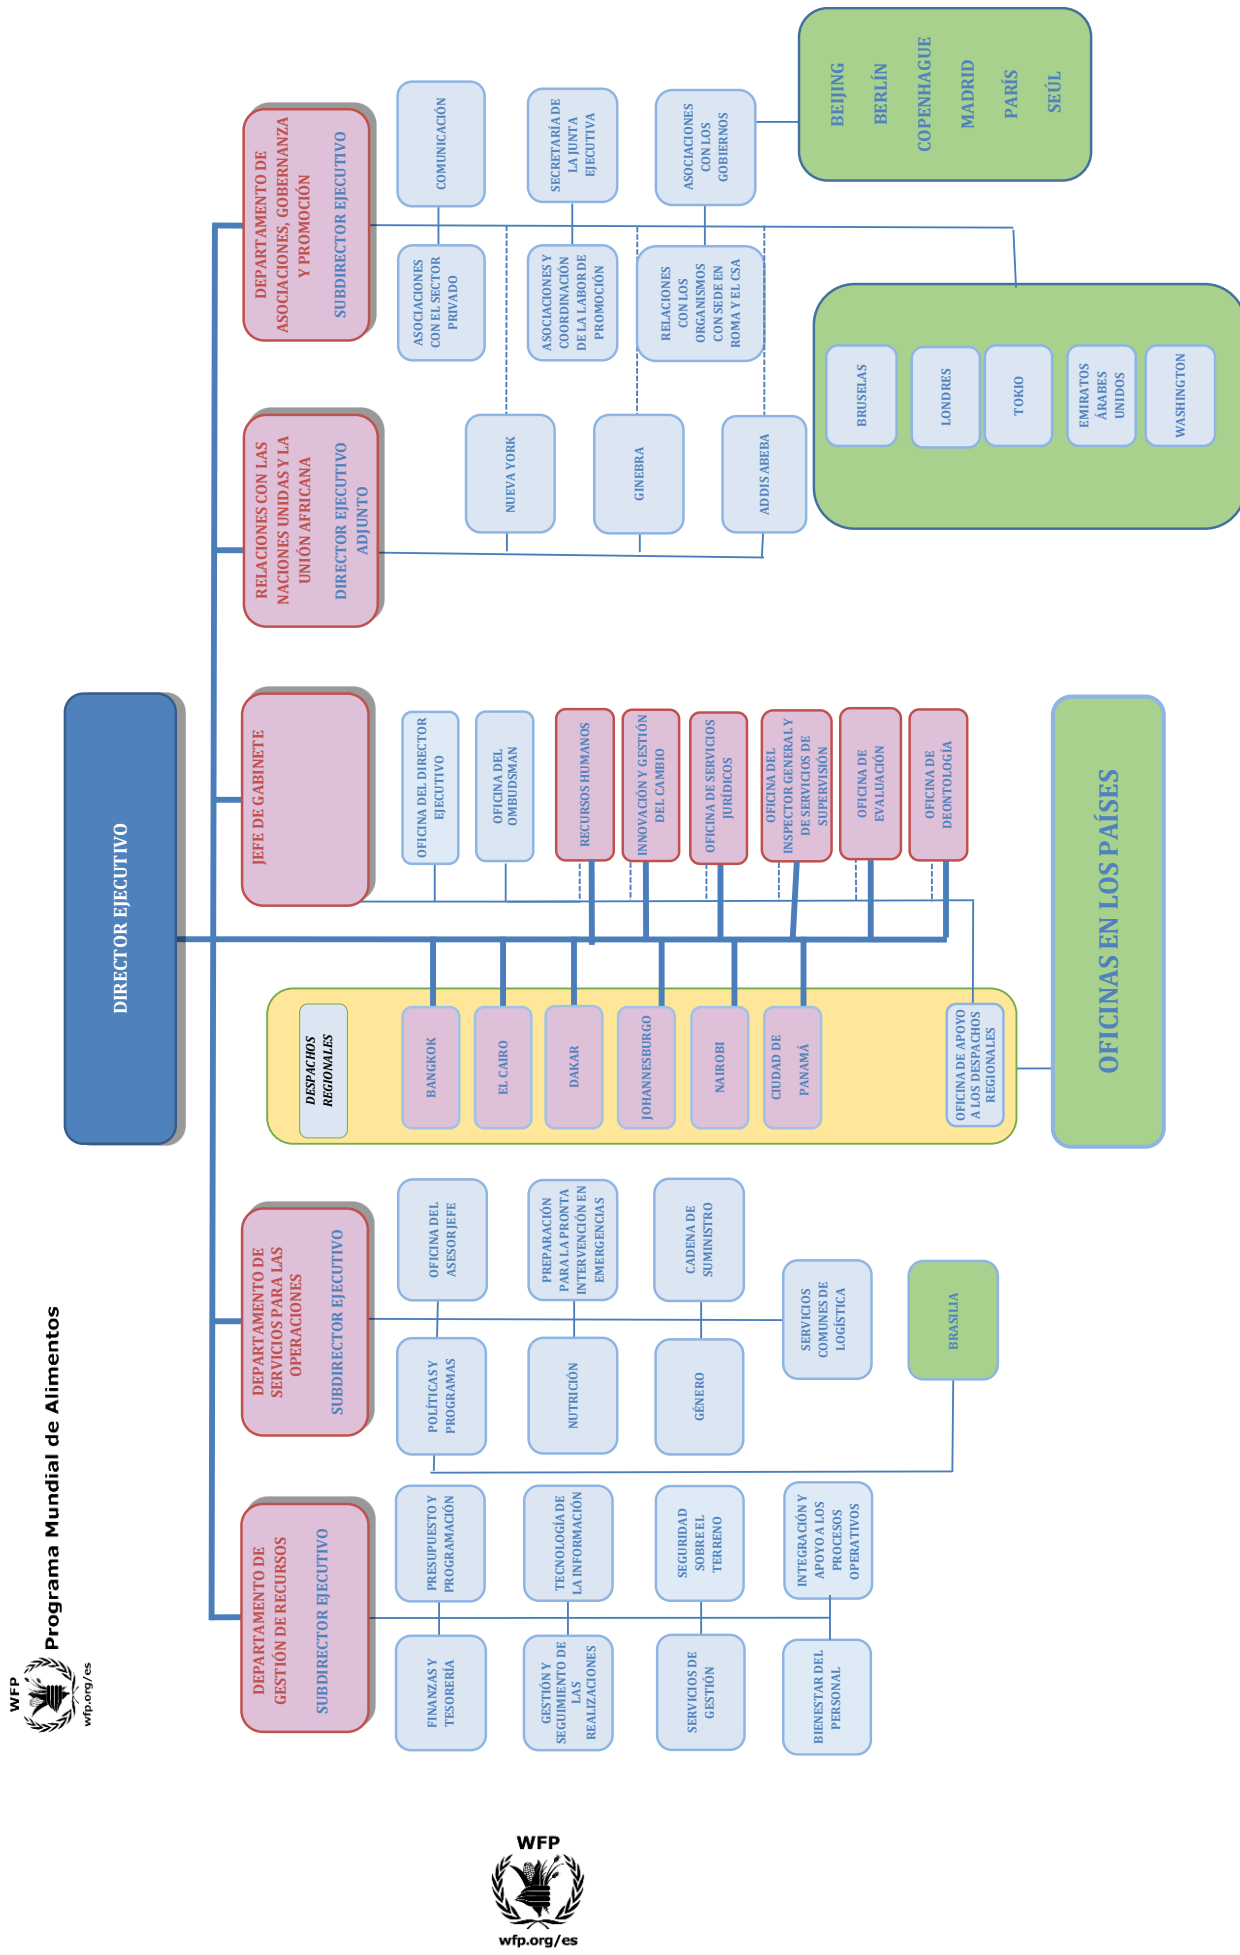 WFP
wfp.org/es
Programa Mundial de Alimentos
DIRECTOR EJECUTIVO
DEPARTAMENTO DE
GESTIÓN DE RECURSOS
SUBDIRECTOR EJECUTIVO
DEPARTAMENTO DE
SERVICIOS PARA LAS
OPERACIONES
SUBDIRECTOR EJECUTIVO
JEFE DE GABINETE
RELACIONES CON LAS
NACIONES UNIDAS Y LA
UNIÓN AFRICANA
DIRECTOR EJECUTIVO
ADJUNTO
DEPARTAMENTO DE
ASOCIACIONES, GOBERNANZA
Y PROMOCIÓN
SUBDIRECTOR EJECUTIVO
FINANZAS Y
TESORERÍA
PRESUPUESTO Y
PROGRAMACIÓN
GESTIÓN Y
SEGUIMIENTO DE
LAS
REALIZACIONES
TECNOLOGÍA DE
LA INFORMACIÓN
SERVICIOS DE
GESTIÓN
SEGURIDAD
SOBRE EL
TERRENO
BIENESTAR DEL
PERSONAL
INTEGRACIÓN Y
APOYO A LOS
PROCESOS
OPERATIVOS
POLÍTICAS Y
PROGRAMAS
OFICINA DEL
ASESOR JEFE
NUTRICIÓN
PREPARACIÓN
PARA LA PRONTA
INTERVENCIÓN EN
EMERGENCIAS
GÉNERO
CADENA DE
SUMINISTRO
SERVICIOS
COMUNES DE
LOGÍSTICA
BRASILIA
DESPACHOS
REGIONALES
BANGKOK
EL CAIRO
DAKAR
JOHANNESBURGO
NAIROBI
CIUDAD DE
PANAMÁ
OFICINA DE APOYO
A LOS DESPACHOS
REGIONALES
OFICINA DEL DIRECTOR
EJECUTIVO
OFICINA DEL
OMBUDSMAN
RECURSOS HUMANOS
INNOVACIÓN Y GESTIÓN
DEL CAMBIO
OFICINA DE SERVICIOS
JURÍDICOS
OFICINA DEL
INSPECTOR GENERAL Y
DE SERVICIOS DE
SUPERVISIÓN
OFICINA DE
EVALUACIÓN
OFICINA DE
DEONTOLOGÍA
OFICINAS EN LOS PAÍSES
NUEVA YORK
GINEBRA
ADDIS ABEBA
ASOCIACIONES
CON EL SECTOR
PRIVADO
COMUNICACIÓN
ASOCIACIONES Y
COORDINACIÓN
DE LA LABOR DE
PROMOCIÓN
SECRETARÍA DE
LA JUNTA
EJECUTIVA
RELACIONES
CON LOS
ORGANISMOS
CON SEDE EN
ROMA Y EL CSA
ASOCIACIONES
CON LOS
GOBIERNOS
BRUSELAS
LONDRES
TOKIO
EMIRATOS
ÁRABES
UNIDOS
WASHINGTON
BEIJING
BERLÍN
COPENHAGUE
MADRID
PARÍS
SEÚL
WFP
wfp.org/es